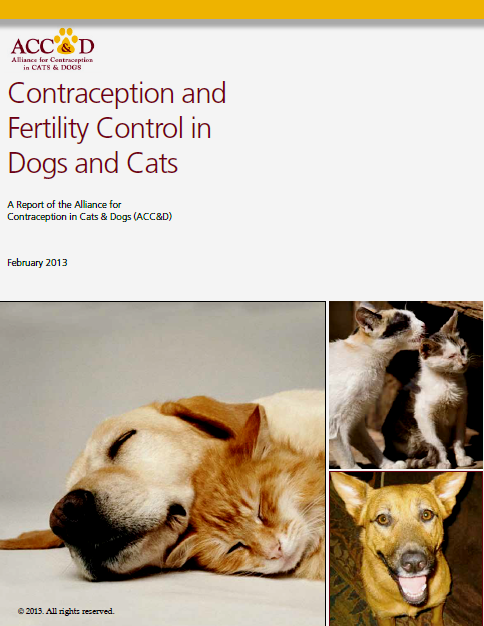 ACC&D
Alliance for Contraception
in CATS & DOGS
Contraception and
Fertility Control in
Dogs and Cats
A Report of the Alliance for
Contraception in Cats & Dogs (ACC&D)
February 2013
© 2013. All rights reserved.